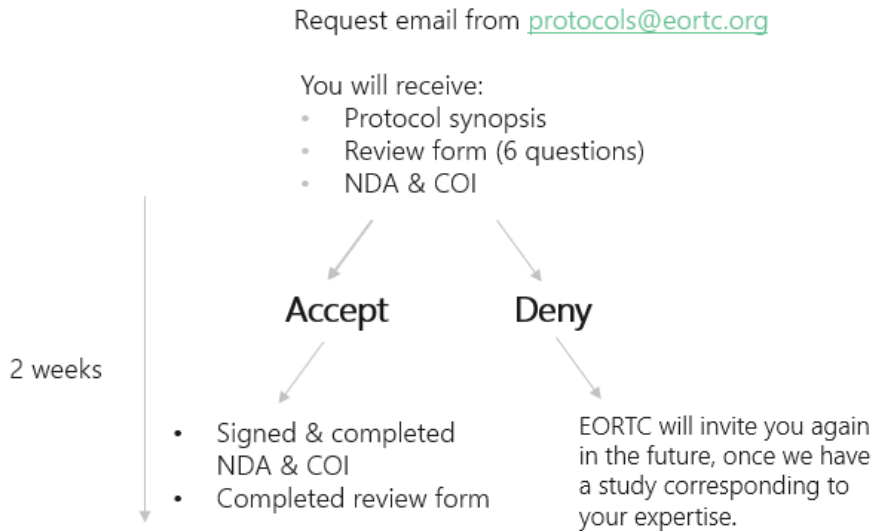 Request email from protocols@eortc.org
You will receive:
• Protocol synopsis
• Review form (6 questions)
• NDA & COI
Accept
Deny
2 weeks
• Signed & completed
NDA & COI
• Completed review form
EORTC will invite you again
in the future, once we have
a study corresponding to
your expertise.